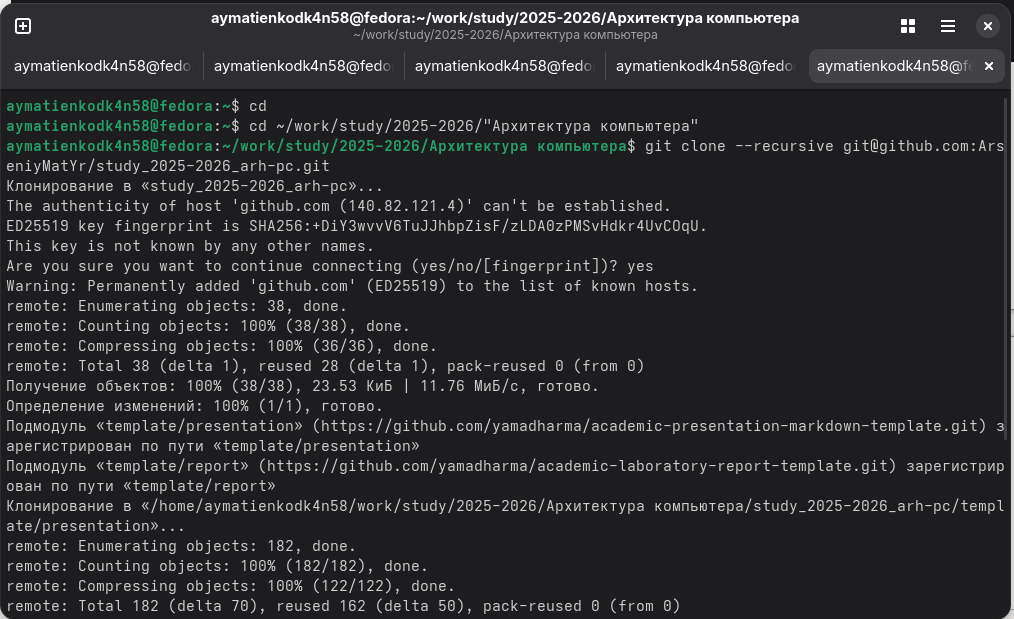 aymatienkodk4n58@fedora:~/work/study/2025-2026/Архитектура компьютера
~/work/study/2025-2026/Архитектура компьютера
aymatienkodk4n58@fedo aymatienkodk4n58@fedo aymatienkodk4n58@fedo aymatienkodk4n58@fedo aymatienkodk4n58@fe
aymatienkodk4n58@fedora:~$ cd
aymatienkodk4n58@fedora:~$ cd ~/work/study/2025-2026/"Архитектура компьютера"
aymatienkodk4n58@fedora:~/work/study/2025-2026/Архитектура компьютера$ git clone --recursive git@github.com:Ars
eniyMatYr/study_2025-2026_arh-pc.git
Клонирование в «study_2025-2026_arh-pc»...
The authenticity of host 'github.com (140.82.121.4)' can't be established.
ED25519 key fingerprint is SHA256:+DiY3wvvV6TuJJhbpZisF/zLDA0zPMSvHdkr4UvCOqU.
This key is not known by any other names.
Are you sure you want to continue connecting (yes/no/[fingerprint])? yes
Warning: Permanently added 'github.com' (ED25519) to the list of known hosts.
remote: Enumerating objects: 38, done.
remote: Counting objects: 100% (38/38), done.
remote: Compressing objects: 100% (36/36), done.
remote: Total 38 (delta 1), reused 28 (delta 1), pack-reused 0 (from 0)
Получение объектов: 100% (38/38), 23.53 КиБ | 11.76 МиБ/с, готово.
Определение изменений: 100% (1/1), готово.
Подмодуль «template/presentation» (https://github.com/yamadharma/academic-presentation-markdown-template.git) з
арегистрирован по пути «template/presentation»
Подмодуль «template/report» (https://github.com/yamadharma/academic-laboratory-report-template.git) зарегистрир
ован по пути «template/report»
Клонирование в «/home/aymatienkodk4n58/work/study/2025-2026/Архитектура компьютера/study_2025-2026_arh-pc/templ
ate/presentation»...
remote: Enumerating objects: 182, done.
remote: Counting objects: 100% (182/182), done.
remote: Compressing objects: 100% (122/122), done.
remote: Total 182 (delta 70), reused 162 (delta 50), pack-reused 0 (from 0)